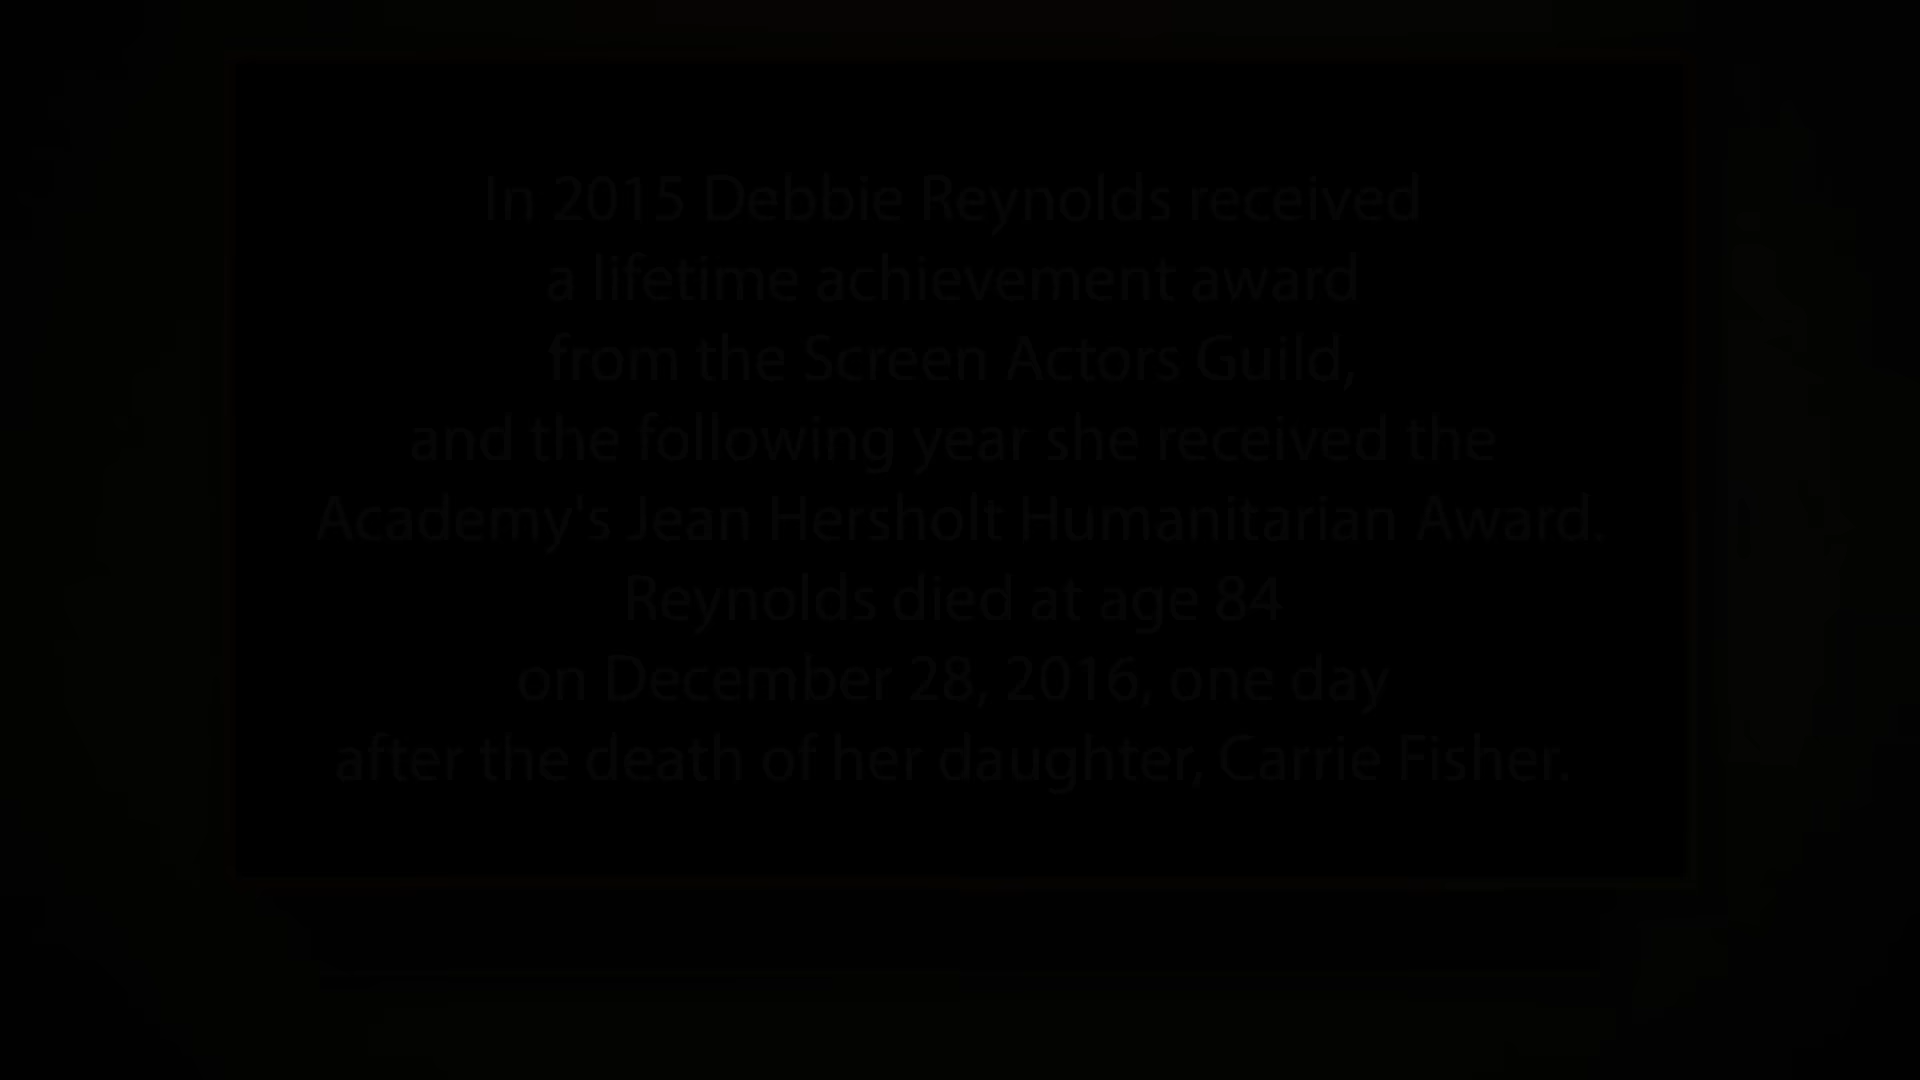 In 2015 Debbie Reynolds received
a lifetime achievement award
from the Screen Actors Guild,
and the following year she received the
Academy's Jean Hersholt Humanitarian Award.
Reynolds died at age 84
on December 28, 2016, one day
after the death of her daughter, Carrie Fisher.